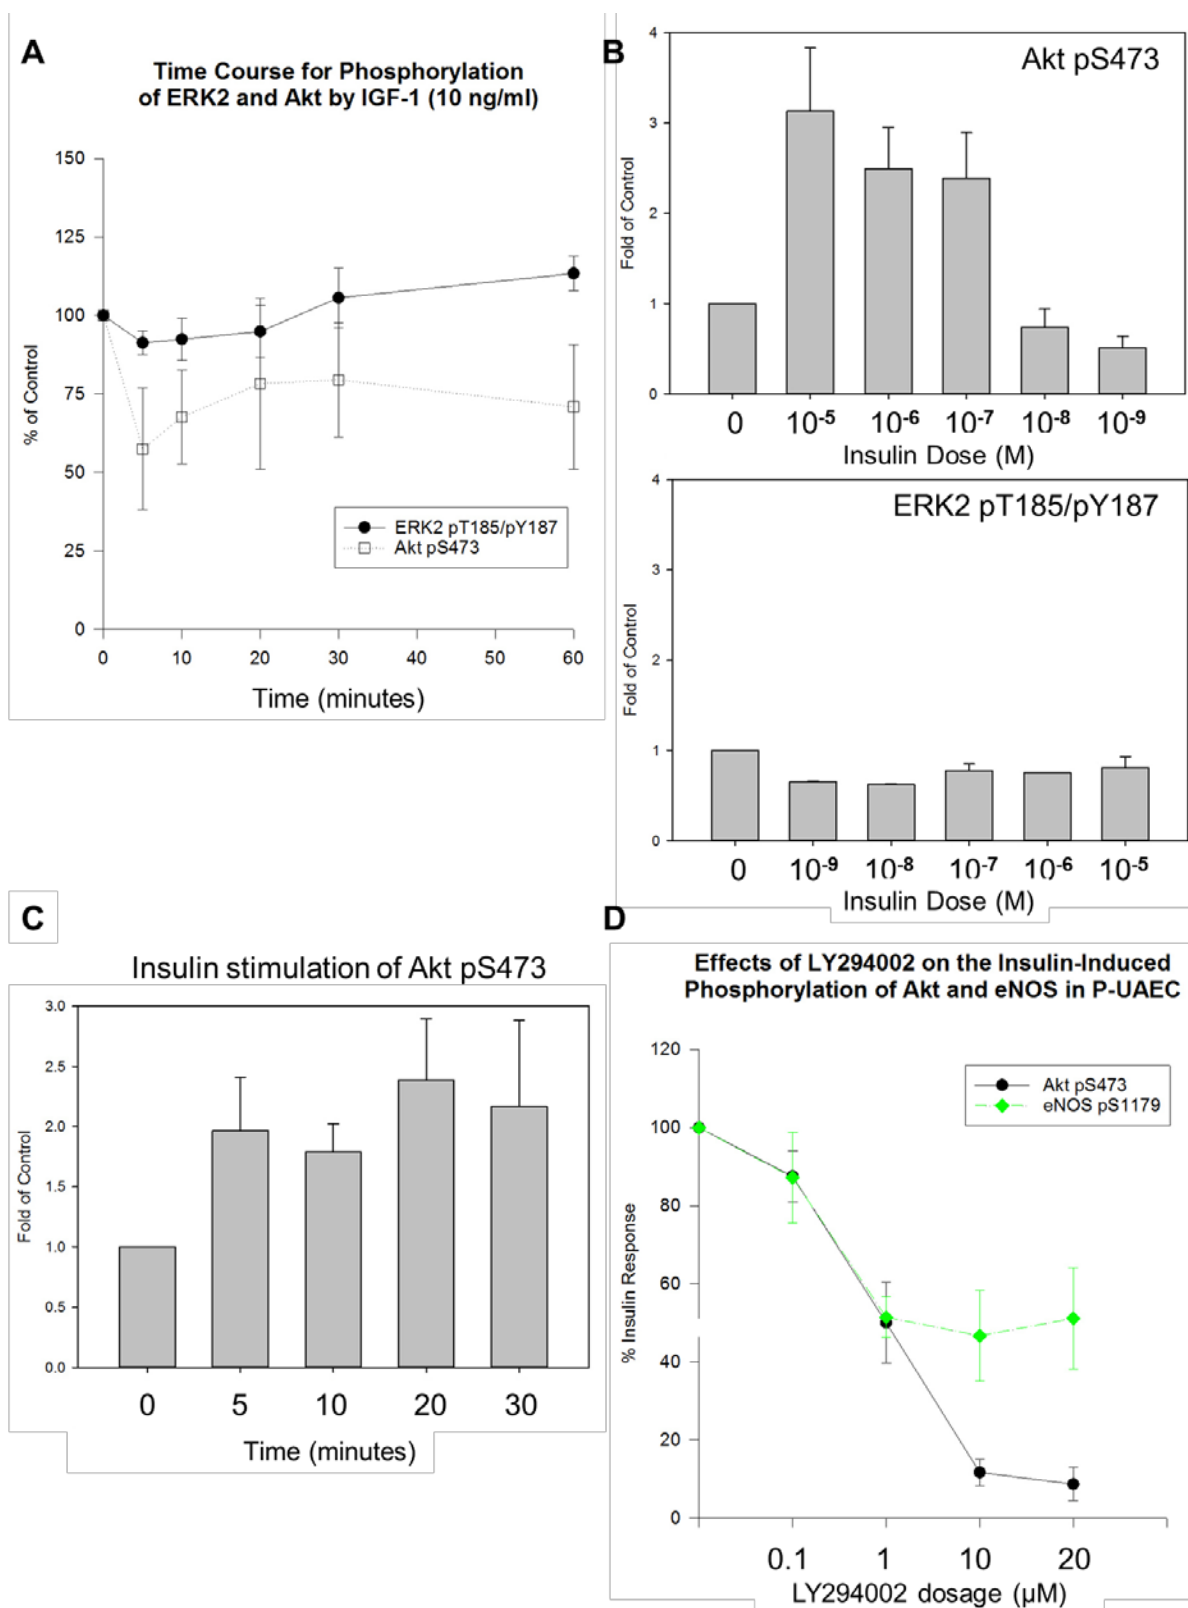 A
Time Course for Phosphorylation
of ERK2 and Akt by IGF-1 (10 ng/ml)
% of Control
150
125
100
75
50
25
0
0
10
20
30
40
50
60
Time (minutes)
ERK2 pT185/pY187
Akt pS473
B
Akt pS473
Fold of Control
4
3
2
1
0
0
10-5
10-6
10-7
10-8
10-9
Insulin Dose (M)
ERK2 pT185/pY187
Fold of Control
4
3
2
1
0
0
10-9
10-8
10-7
10-6
10-5
Insulin Dose (M)
C
Insulin stimulation of Akt pS473
Fold of Control
3.0
2.5
2.0
1.5
1.0
0.5
0.0
0
5
10
20
30
Time (minutes)
D
Effects of LY294002 on the Insulin-Induced
Phosphorylation of Akt and eNOS in P-UAEC
% Insulin Response
120
100
80
60
40
20
0
Akt pS473
eNOS pS1179
0.1
1
10
20
LY294002 dosage (µM)